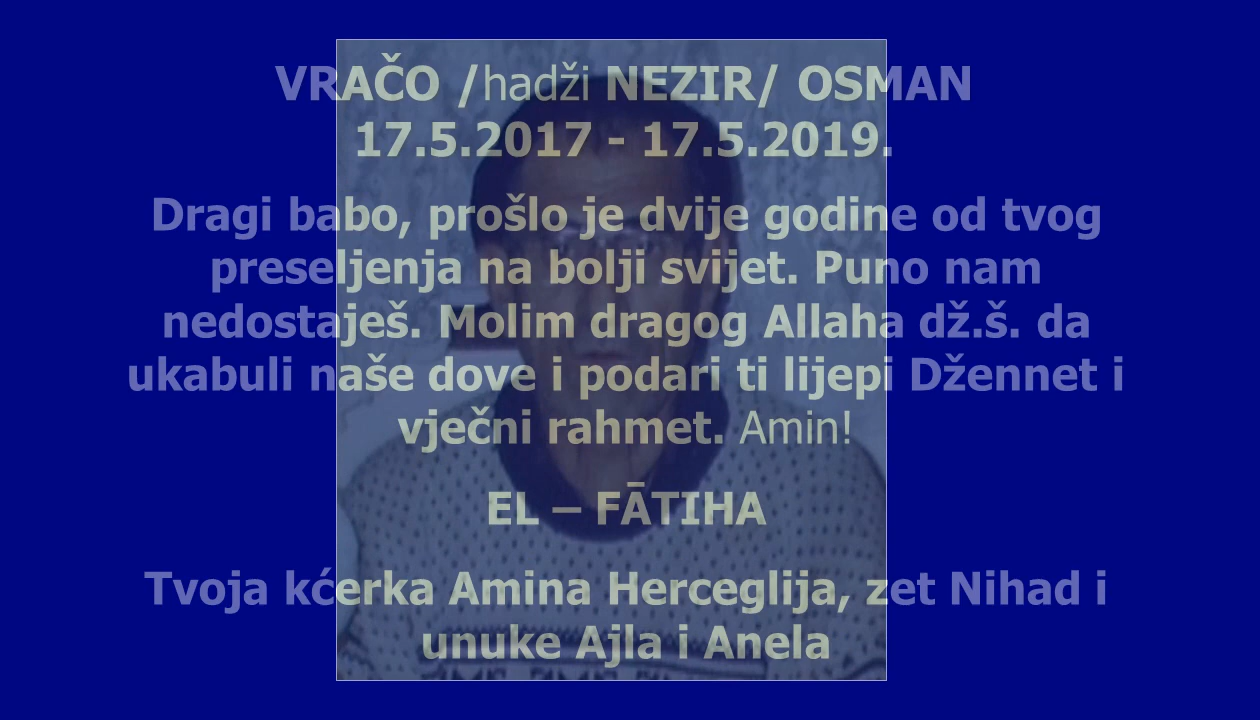 VRAČO /hadži NEZIR/ OSMAN
17.5.2017 - 17.5.2019.
Dragi babo, prošlo je dvije godine od tvog
preseljenja na bolji svijet. Puno nam
nedostaješ. Molim dragog Allaha dž.š. da
ukabuli naše dove i podari ti lijepi Džennet i
vječni rahmet. Amin!
EL – FĀTIHA
Tvoja kćerka Amina Herceglija, zet Nihad i
unuke Ajla i Anela